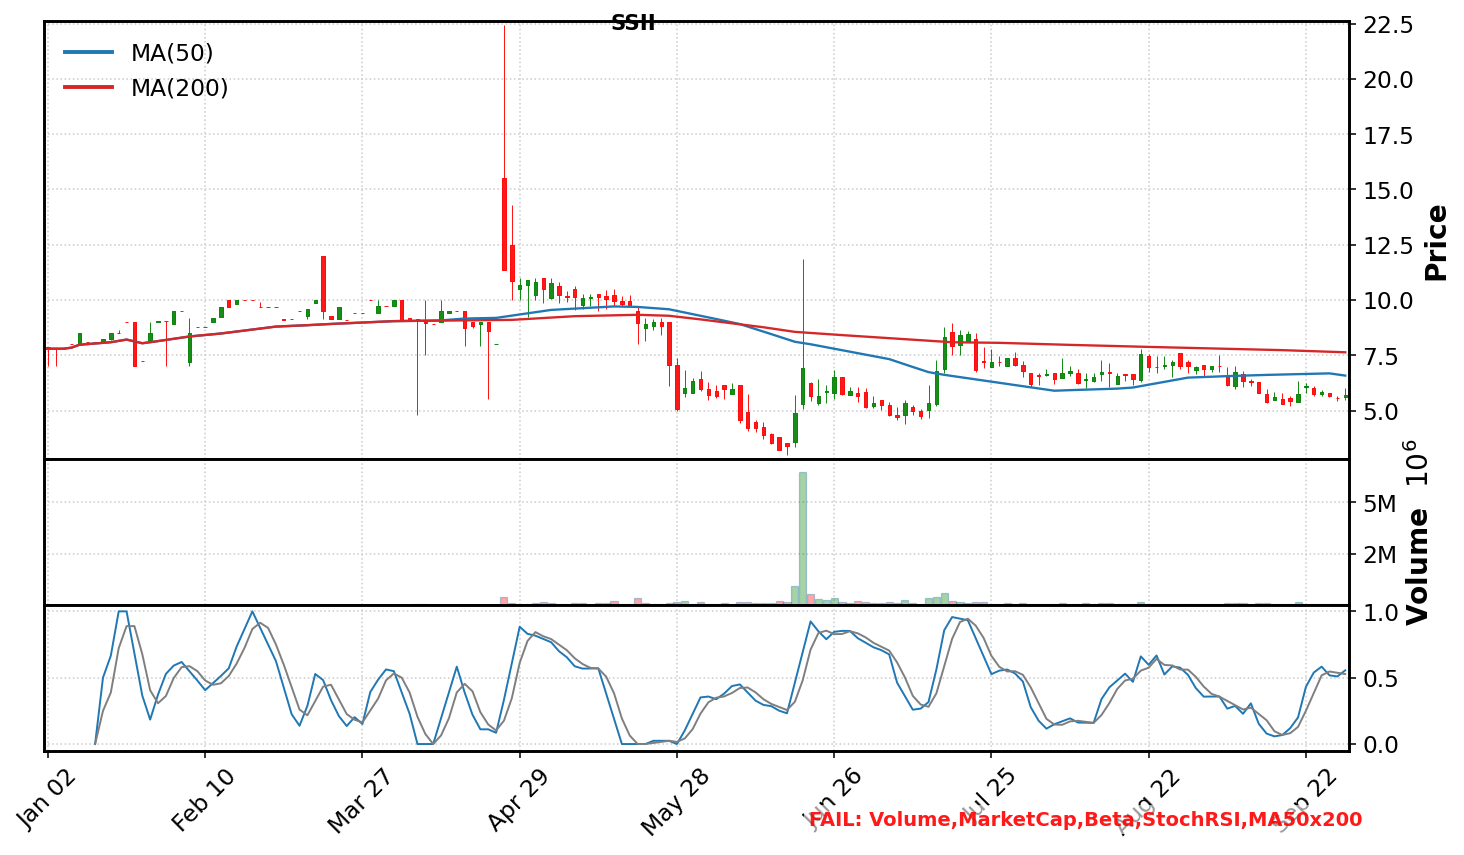 SSII
MA(50)
MA(200)
22.5
20.0
17.5
15.0
12.5
10.0
7.5
5.0
Price
10⁶
5M
2M
Volume
1.0
0.5
0.0
Jan 02
Feb 10
Mar 27
Apr 29
May 28
Jun 26
Jul 25
Aug 22
Sep 22
FAIL: Volume,MarketCap,Beta,StochRSI,MA50x200